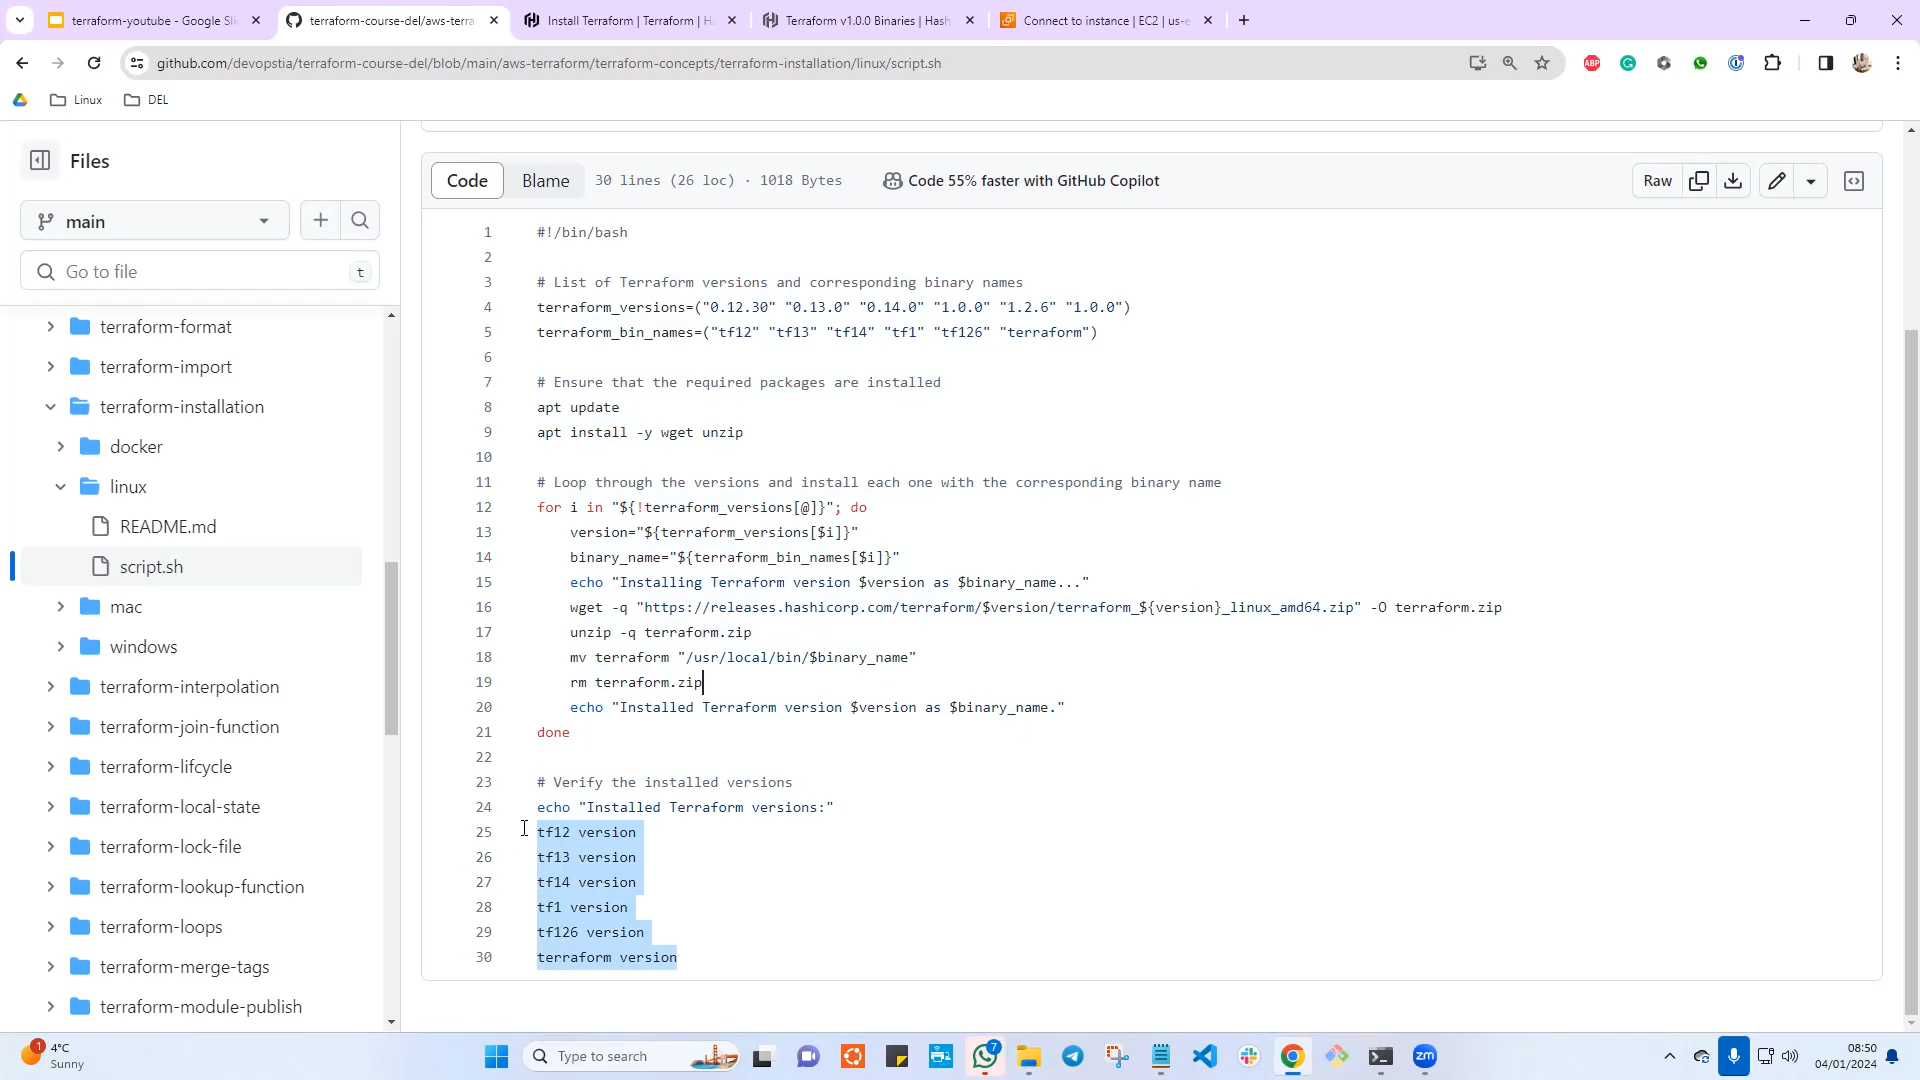 terraform-youtube - Google Sli
terraform-course-del/aws-terra
Install Terraform | Terraform | Ha
Terraform v1.0.0 Binaries | Hash
Connect to instance | EC2 | us-e
github.com/devopstia/terraform-course-del/blob/main/aws-terraform/terraform-concepts/terraform-installation/linux/script.sh
ABP
Linux
DEL
Files
main
Go to file
t
terraform-format
terraform-import
terraform-installation
docker
linux
README.md
script.sh
mac
windows
terraform-interpolation
terraform-join-function
terraform-lifcycle
terraform-local-state
terraform-lock-file
terraform-lookup-function
terraform-loops
terraform-merge-tags
terraform-module-publish
Code
Blame
30 lines (26 loc) · 1018 Bytes
Code 55% faster with GitHub Copilot
Raw
1 #!/bin/bash
2
3 # List of Terraform versions and corresponding binary names
4 terraform_versions=("0.12.30" "0.13.0" "0.14.0" "1.0.0" "1.2.6" "1.0.0")
5 terraform_bin_names=("tf12" "tf13" "tf14" "tf1" "tf126" "terraform")
6
7 # Ensure that the required packages are installed
8 apt update
9 apt install -y wget unzip
10
11 # Loop through the versions and install each one with the corresponding binary name
12 for i in "${!terraform_versions[@]}"; do
13 version="${terraform_versions[$i]}"
14 binary_name="${terraform_bin_names[$i]}"
15 echo "Installing Terraform version $version as $binary_name..."
16 wget -q "https://releases.hashicorp.com/terraform/$version/terraform_${version}_linux_amd64.zip" -O terraform.zip
17 unzip -q terraform.zip
18 mv terraform "/usr/local/bin/$binary_name"
19 rm terraform.zip
20 echo "Installed Terraform version $version as $binary_name."
21 done
22
23 # Verify the installed versions
24 echo "Installed Terraform versions:"
25 tf12 version
26 tf13 version
27 tf14 version
28 tf1 version
29 tf126 version
30 terraform version
1
4°C
Sunny
Type to search
7
zm
08:50
04/01/2024